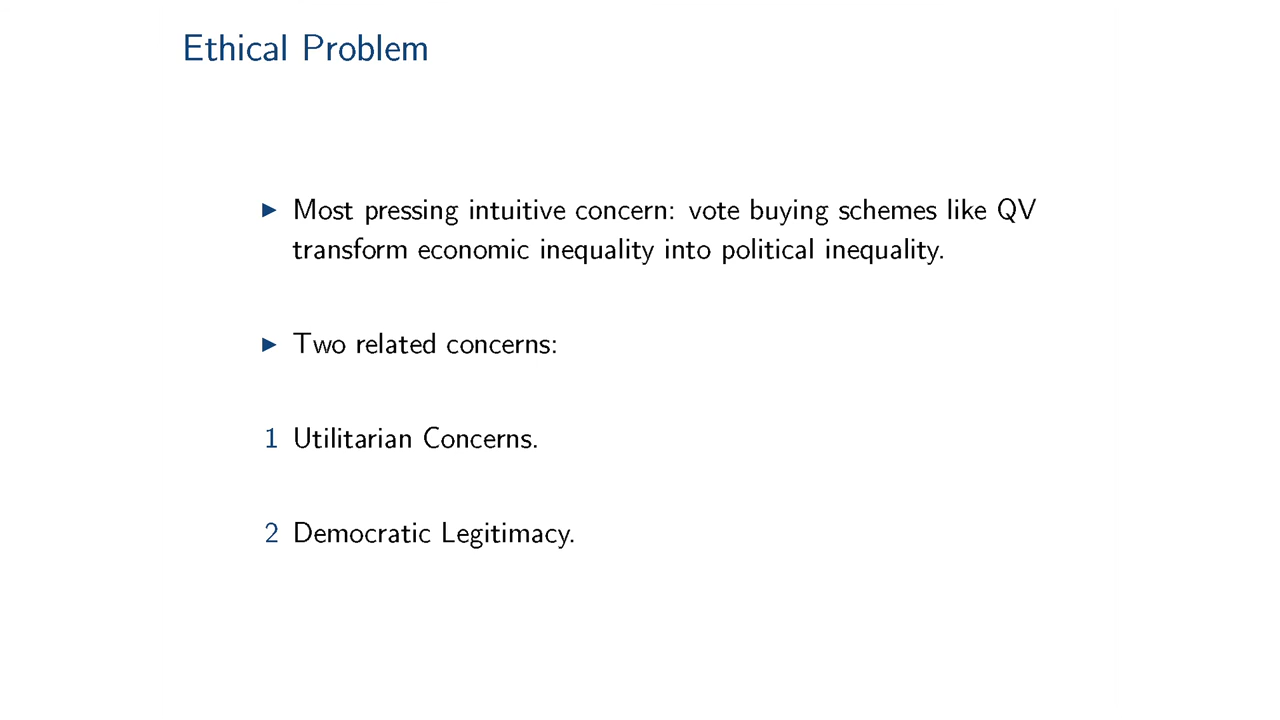 Ethical Problem
▶ Most pressing intuitive concern: vote buying schemes like QV
transform economic inequality into political inequality.
▶ Two related concerns:
1 Utilitarian Concerns.
2 Democratic Legitimacy.